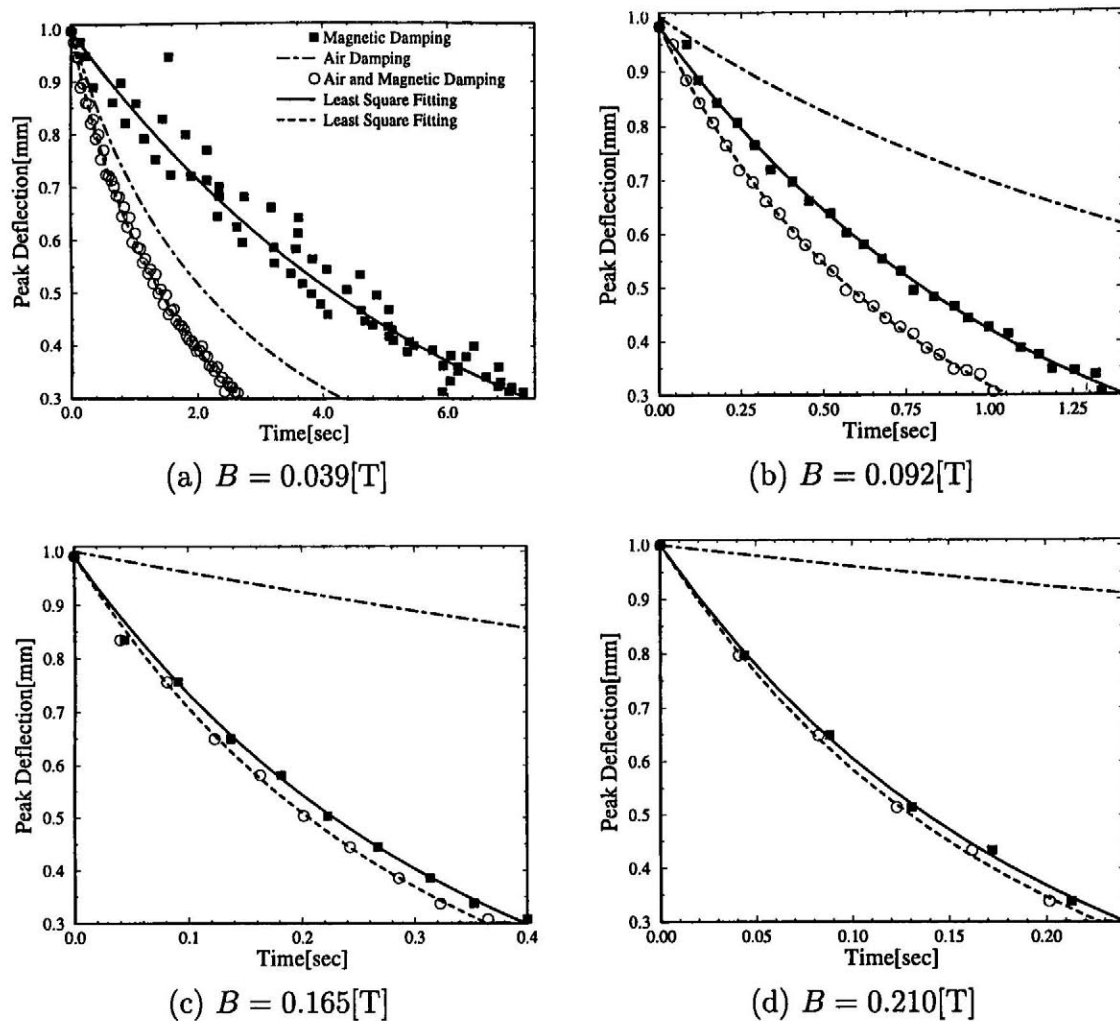 1.0
0.9
0.8
0.7
0.6
0.5
0.4
0.3
Peak Deflection[mm]
Magnetic Damping
Air Damping
Air and Magnetic Damping
Least Square Fitting
Least Square Fitting
0.0 2.0 4.0 6.0
Time[sec]
(a) B = 0.039[T]
1.0
0.9
0.8
0.7
0.6
0.5
0.4
0.3
Peak Deflection[mm]
0.00 0.25 0.50 0.75 1.00 1.25
Time[sec]
(b) B = 0.092[T]
1.0
0.9
0.8
0.7
0.6
0.5
0.4
0.3
Peak Deflection[mm]
0.0 0.1 0.2 0.3 0.4
Time[sec]
(c) B = 0.165[T]
1.0
0.9
0.8
0.7
0.6
0.5
0.4
0.3
Peak Deflection[mm]
0.00 0.05 0.10 0.15 0.20
Time[sec]
(d) B = 0.210[T]